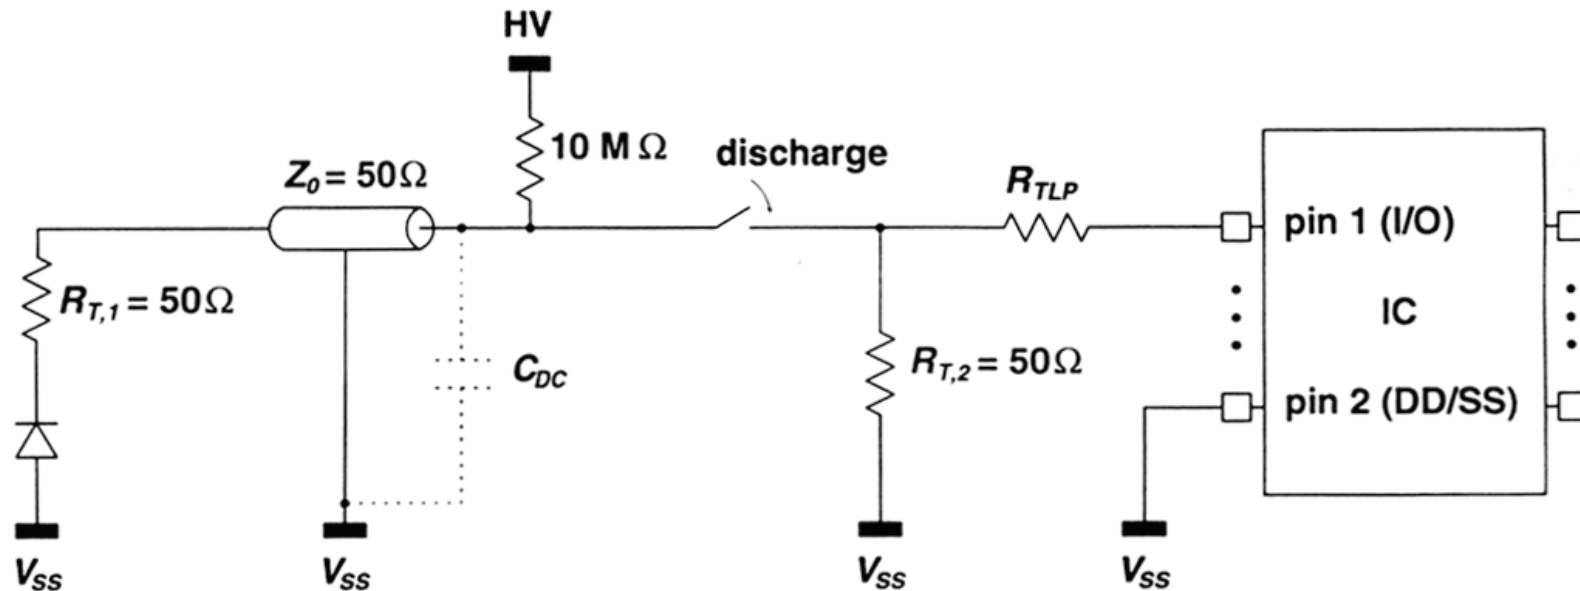 HV
10 M Ω
discharge
Z0 = 50Ω
RTLP
pin 1 (I/O)
RT,1 = 50Ω
IC
CDC
RT,2 = 50Ω
pin 2 (DD/SS)
VSS
VSS
VSS
VSS